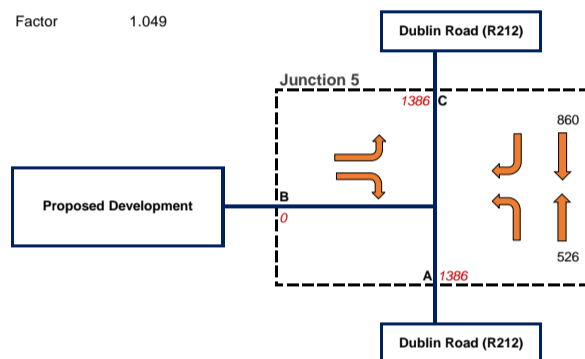 Factor 1.049
Dublin Road (R212)
Junction 5
1386 C
860
Proposed Development
B
0
526
A 1386
Dublin Road (R212)